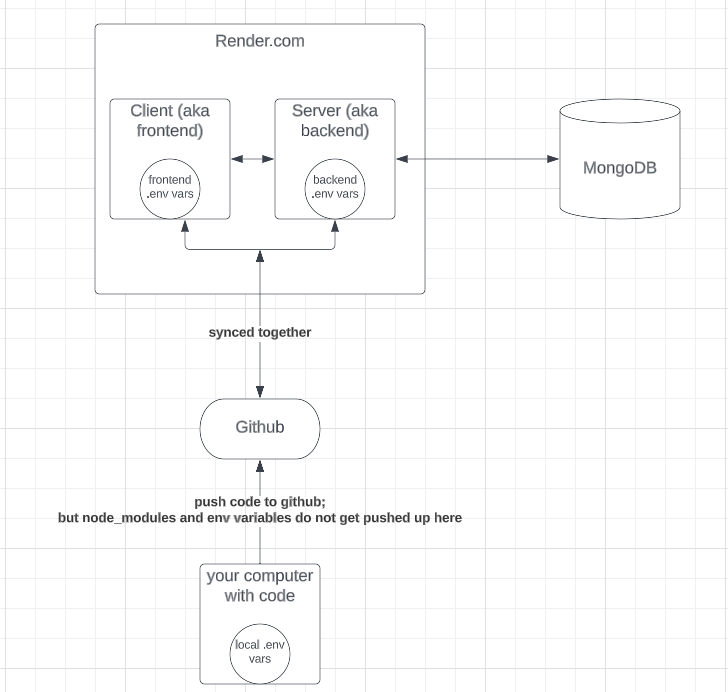 Render.com
Client (aka
frontend)
frontend
.env vars
Server (aka
backend)
backend
.env vars
MongoDB
synced together
Github
push code to github;
but node_modules and env variables do not get pushed up here
your computer
with code
local .env
vars